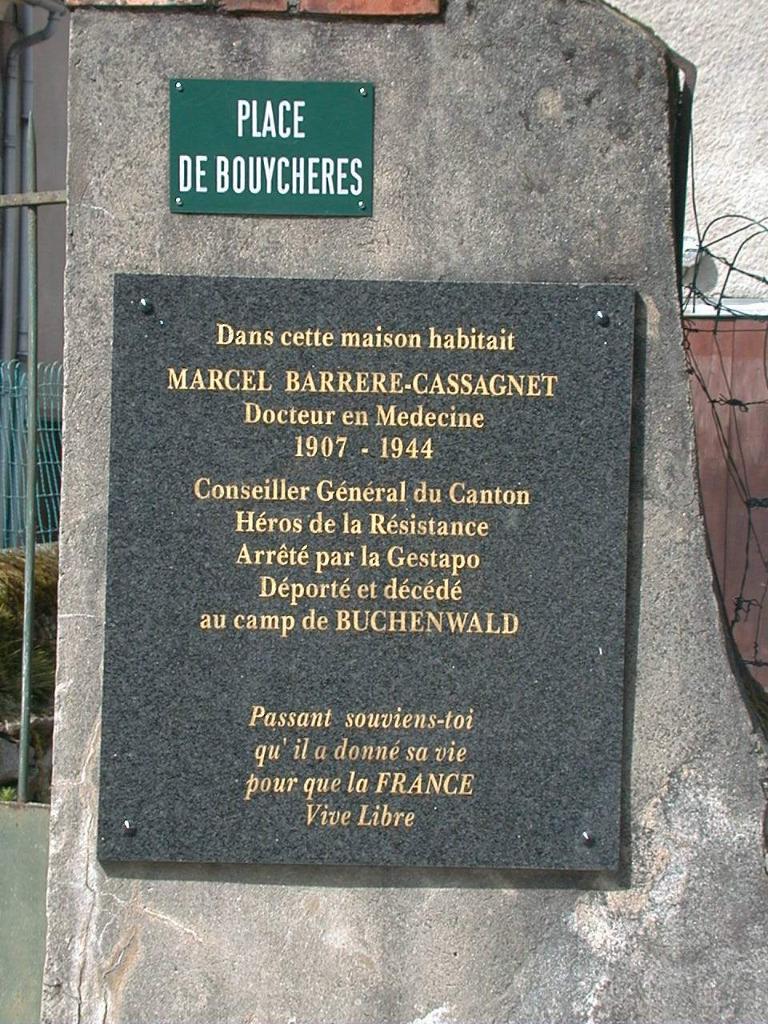 PLACE
DE BOUYCHERES
Dans cette maison habitait
MARCEL BARRERE-CASSAGNET
Docteur en Medecine
1907 - 1944
Conseiller Général du Canton
Héros de la Résistance
Arrêté par la Gestapo
Déporté et décédé
au camp de BUCHENWALD
Passant souviens-toi
qu' il a donné sa vie
pour que la FRANCE
Vive Libre